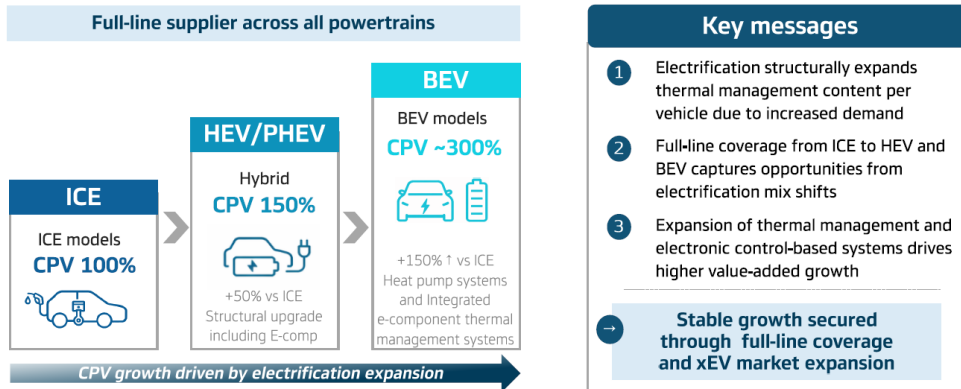 Full-line supplier across all powertrains
ICE
ICE models
CPV 100%
HEV/PHEV
Hybrid
CPV 150%
+50% vs ICE
Structural upgrade
including E-comp
BEV
BEV models
CPV ~300%
+150% ↑ vs ICE
Heat pump systems
and Integrated
e-component thermal
management systems
CPV growth driven by electrification expansion
Key messages
1
Electrification structurally expands
thermal management content per
vehicle due to increased demand
2
Full-line coverage from ICE to HEV and
BEV captures opportunities from
electrification mix shifts
3
Expansion of thermal management and
electronic control-based systems drives
higher value-added growth
→
Stable growth secured
through full-line coverage
and xEV market expansion